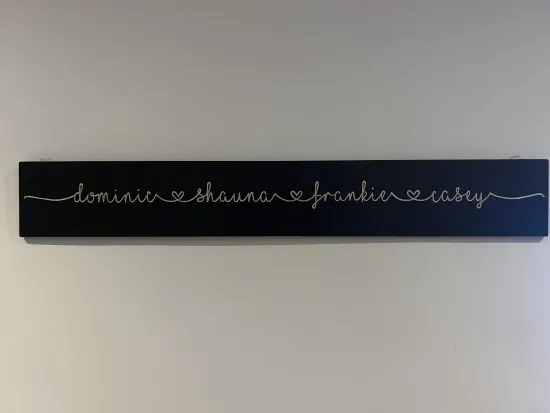 dominic ♡ shauna ♡ frankie ♡ casey